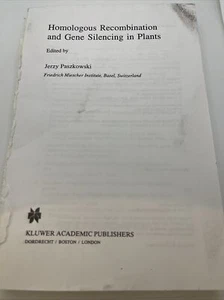 Homologous Recombination
and Gene Silencing in Plants
Edited by
Jerzy Paszkowski
Friedrich Miescher Institute, Basel, Switzerland
KLUWER ACADEMIC PUBLISHERS
DORDRECHT / BOSTON / LONDON